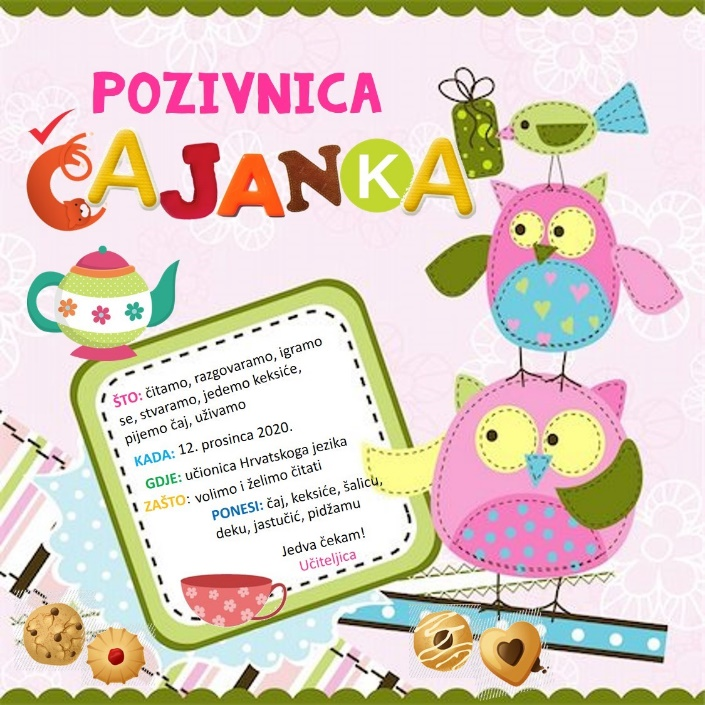 POZIVNICA
ČAJANKA
ŠTO: čitamo, razgovaramo, igramo
se, stvaramo, jedemo keksiće,
pijemo čaj, uživamo
KADA: 12. prosinca 2020.
GDJE: učionica Hrvatskoga jezika
ZAŠTO: volimo i želimo čitati
PONESI: čaj, keksiće, šalicu,
deku, jastučić, pidžamu
Jedva čekam!
Učiteljica